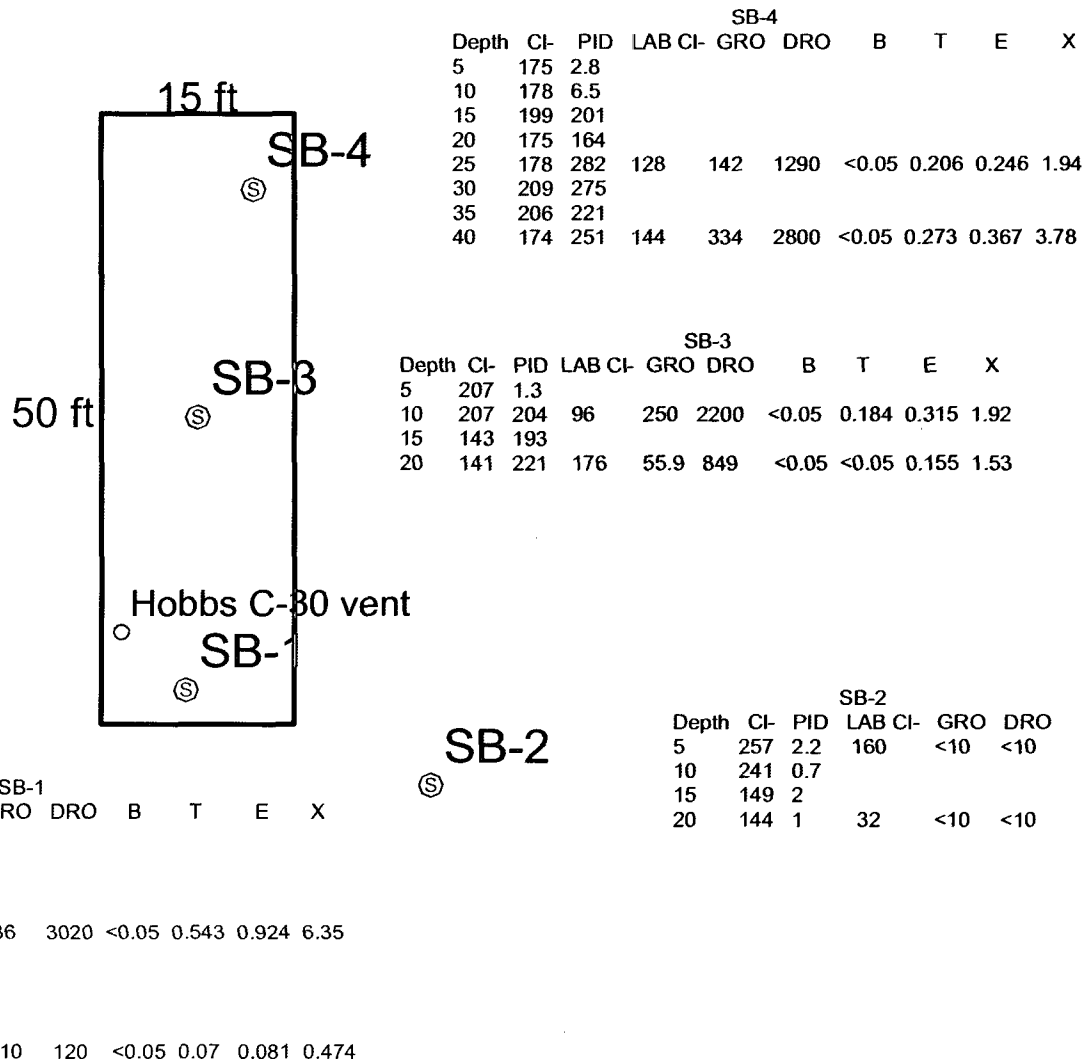 SB-4
Depth Cl- PID LAB Cl- GRO DRO B T E X
5 175 2.8
10 178 6.5
15 199 201
20 175 164
25 178 282 128 142 1290 <0.05 0.206 0.246 1.94
30 209 275
35 206 221
40 174 251 144 334 2800 <0.05 0.273 0.367 3.78
15 ft
SB-4
S
SB-3
Depth Cl- PID LAB Cl- GRO DRO B T E X
5 207 1.3
10 207 204 96 250 2200 <0.05 0.184 0.315 1.92
15 143 193
20 141 221 176 55.9 849 <0.05 <0.05 0.155 1.53
SB-3
50 ft
S
Hobbs C-30 vent
SB-1
S
SB-2
S
SB-2
Depth Cl- PID LAB Cl- GRO DRO
5 257 2.2 160 <10 <10
10 241 0.7
15 149 2
20 144 1 32 <10 <10
SB-1
RO DRO B T E X
36 3020 <0.05 0.543 0.924 6.35
10 120 <0.05 0.07 0.081 0.474